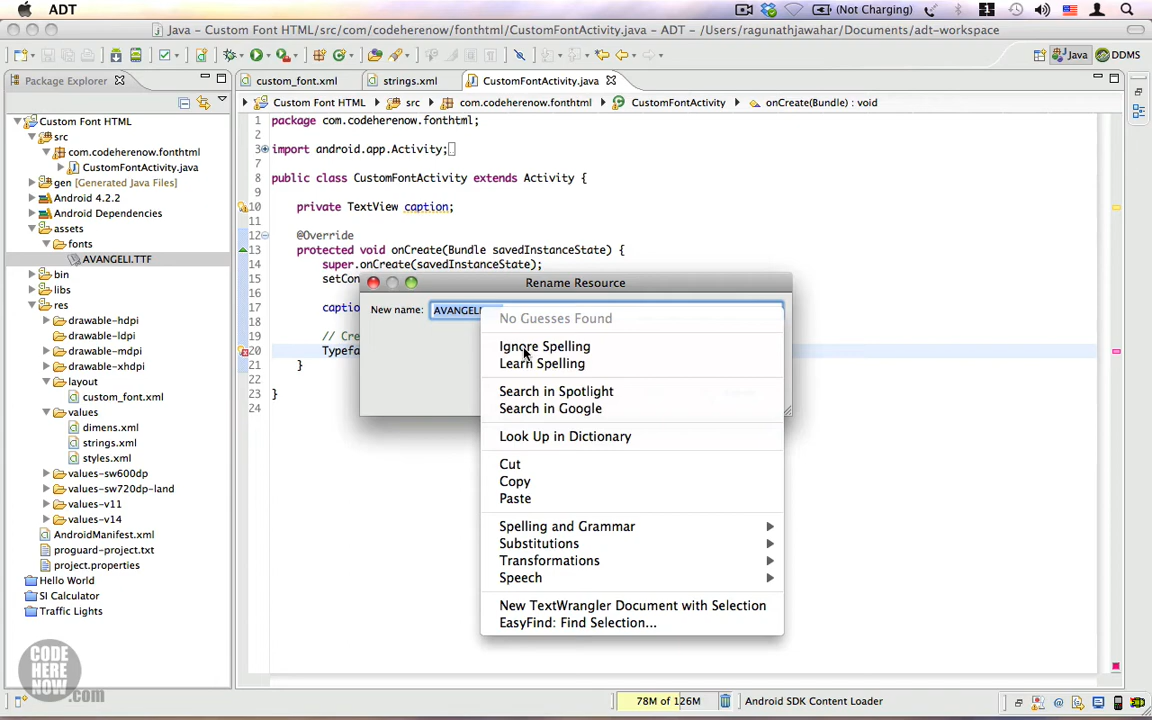 ADT
(Not Charging)
Java – Custom Font HTML/src/com/codeherenow/fonthtml/CustomFontActivity.java – ADT – /Users/ragunathjawahar/Documents/adt-workspace
Java
DDMS
Package Explorer
custom_font.xml
strings.xml
CustomFontActivity.java
Custom Font HTML
src
com.codeherenow.fonthtml
CustomFontActivity
onCreate(Bundle) : void
Custom Font HTML
src
com.codeherenow.fonthtml
CustomFontActivity.java
gen [Generated Java Files]
Android 4.2.2
Android Dependencies
assets
fonts
AVANGELI.TTF
bin
libs
res
drawable-hdpi
drawable-ldpi
drawable-mdpi
drawable-xhdpi
layout
custom_font.xml
values
dimens.xml
strings.xml
styles.xml
values-sw600dp
values-sw720dp-land
values-v11
values-v14
AndroidManifest.xml
proguard-project.txt
project.properties
Hello World
SI Calculator
Traffic Lights
1 package com.codeherenow.fonthtml;
2
3 import android.app.Activity;
7
8 public class CustomFontActivity extends Activity {
9
10 private TextView caption;
11
12 @Override
13 protected void onCreate(Bundle savedInstanceState) {
14 super.onCreate(savedInstanceState);
15 setCon
16
17 captio
18
19 // Cre
20 Typefa
21 }
22
23 }
24
Rename Resource
New name:
AVANGELI
No Guesses Found
Ignore Spelling
Learn Spelling
Search in Spotlight
Search in Google
Look Up in Dictionary
Cut
Copy
Paste
Spelling and Grammar
Substitutions
Transformations
Speech
New TextWrangler Document with Selection
EasyFind: Find Selection...
CODE
HERE
NOW
.com
78M of 126M
Android SDK Content Loader